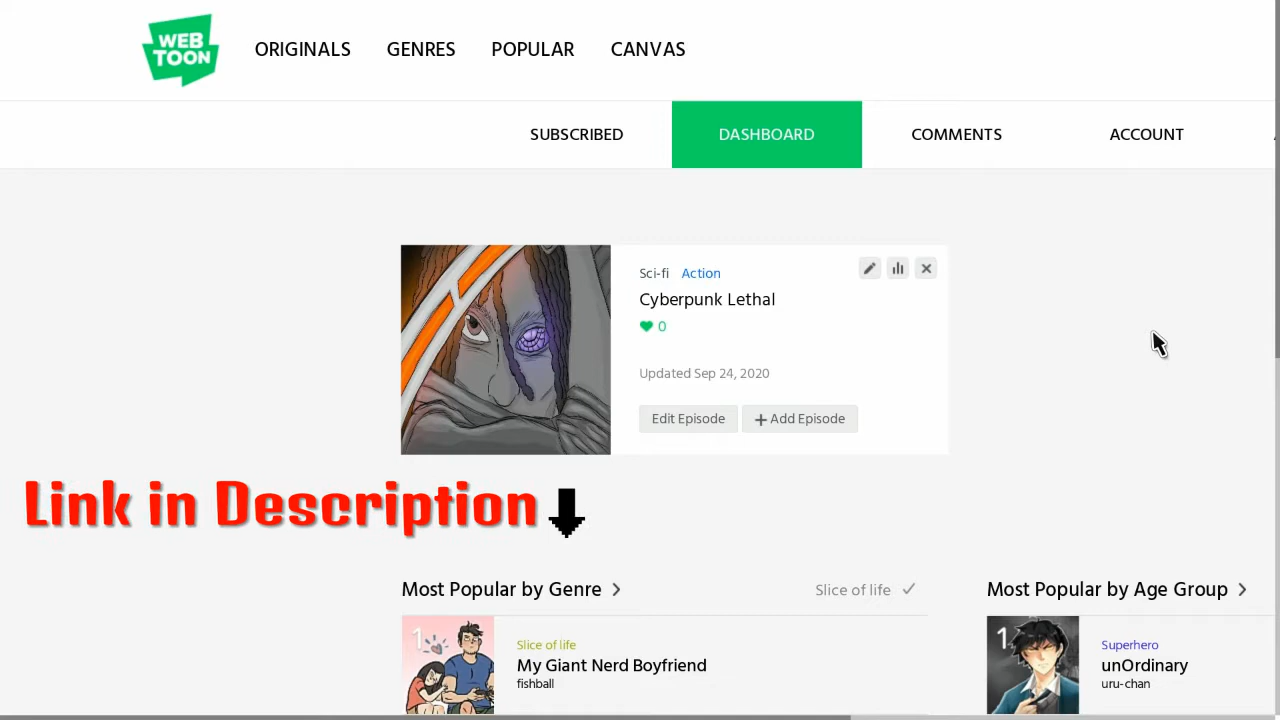 WEB
TOON
ORIGINALS GENRES POPULAR CANVAS
SUBSCRIBED DASHBOARD COMMENTS ACCOUNT
Sci-fi Action
Cyberpunk Lethal
0
Updated Sep 24, 2020
Edit Episode + Add Episode
Link in Description
Most Popular by Genre
Slice of life
Most Popular by Age Group
1
Slice of life
My Giant Nerd Boyfriend
fishball
1
Superhero
unOrdinary
uru-chan